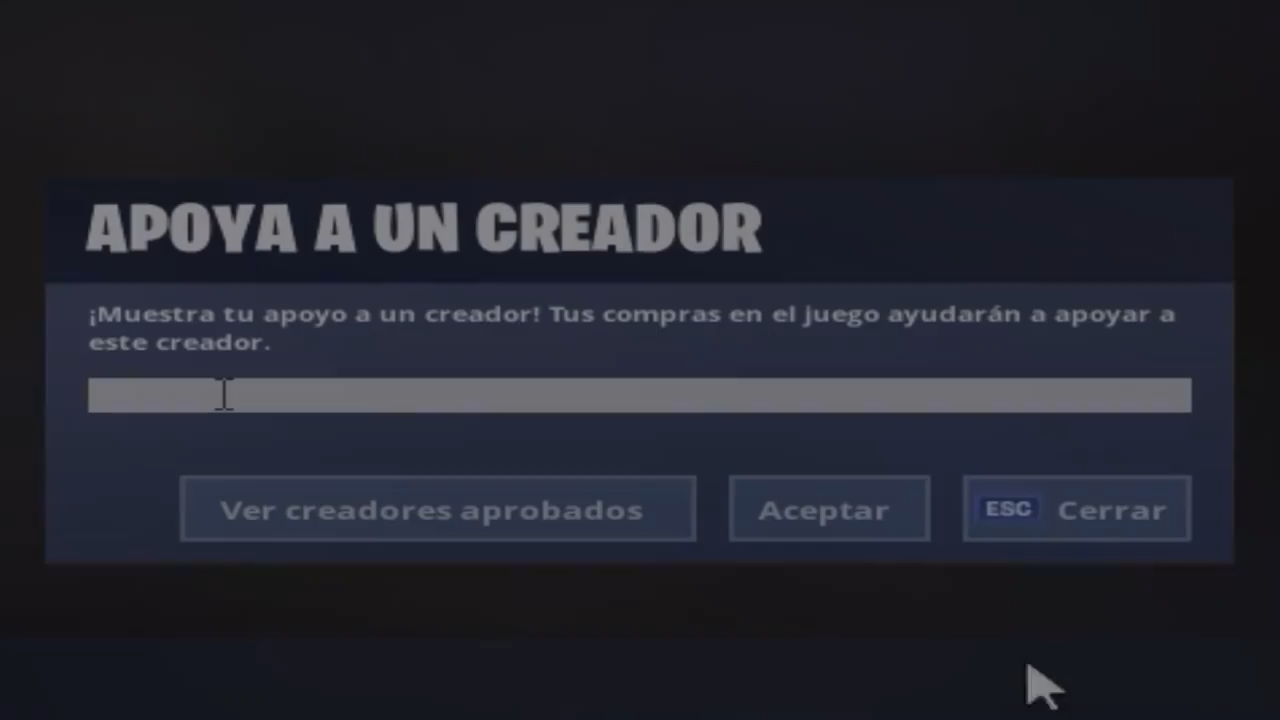 APOYA A UN CREADOR
¡Muestra tu apoyo a un creador! Tus compras en el juego ayudarán a apoyar a
este creador.
Ver creadores aprobados
Aceptar
ESC Cerrar